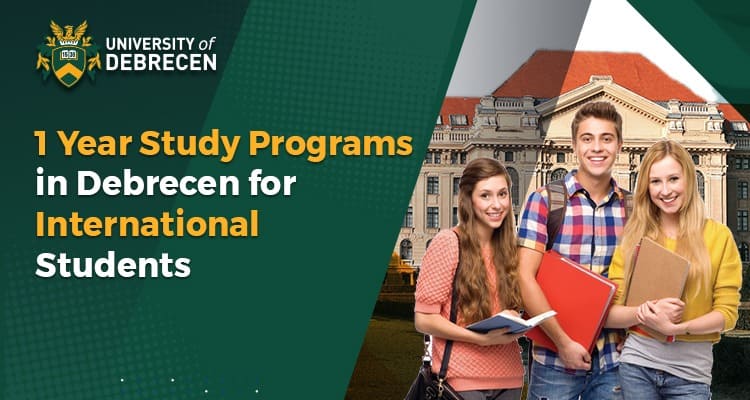 UNIVERSITY of
DEBRECEN
1 Year Study Programs
in Debrecen for
International
Students